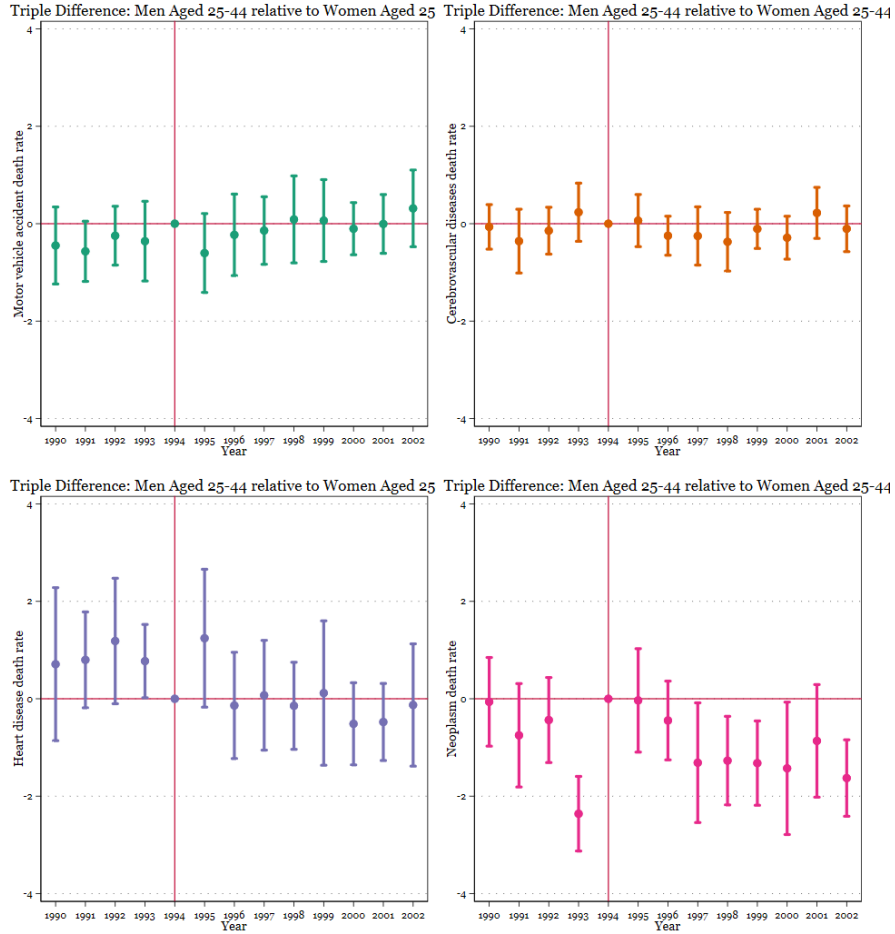 Triple Difference: Men Aged 25-44 relative to Women Aged 25
4
2
0
-2
-4
Motor vehicle accident death rate
1990 1991 1992 1993 1994 1995 1996 1997 1998 1999 2000 2001 2002
Year
Triple Difference: Men Aged 25-44 relative to Women Aged 25-44
4
2
0
-2
-4
Cerebrovascular diseases death rate
1990 1991 1992 1993 1994 1995 1996 1997 1998 1999 2000 2001 2002
Year
Triple Difference: Men Aged 25-44 relative to Women Aged 25
4
2
0
-2
-4
Heart disease death rate
1990 1991 1992 1993 1994 1995 1996 1997 1998 1999 2000 2001 2002
Year
Triple Difference: Men Aged 25-44 relative to Women Aged 25-44
4
2
0
-2
-4
Neoplasm death rate
1990 1991 1992 1993 1994 1995 1996 1997 1998 1999 2000 2001 2002
Year